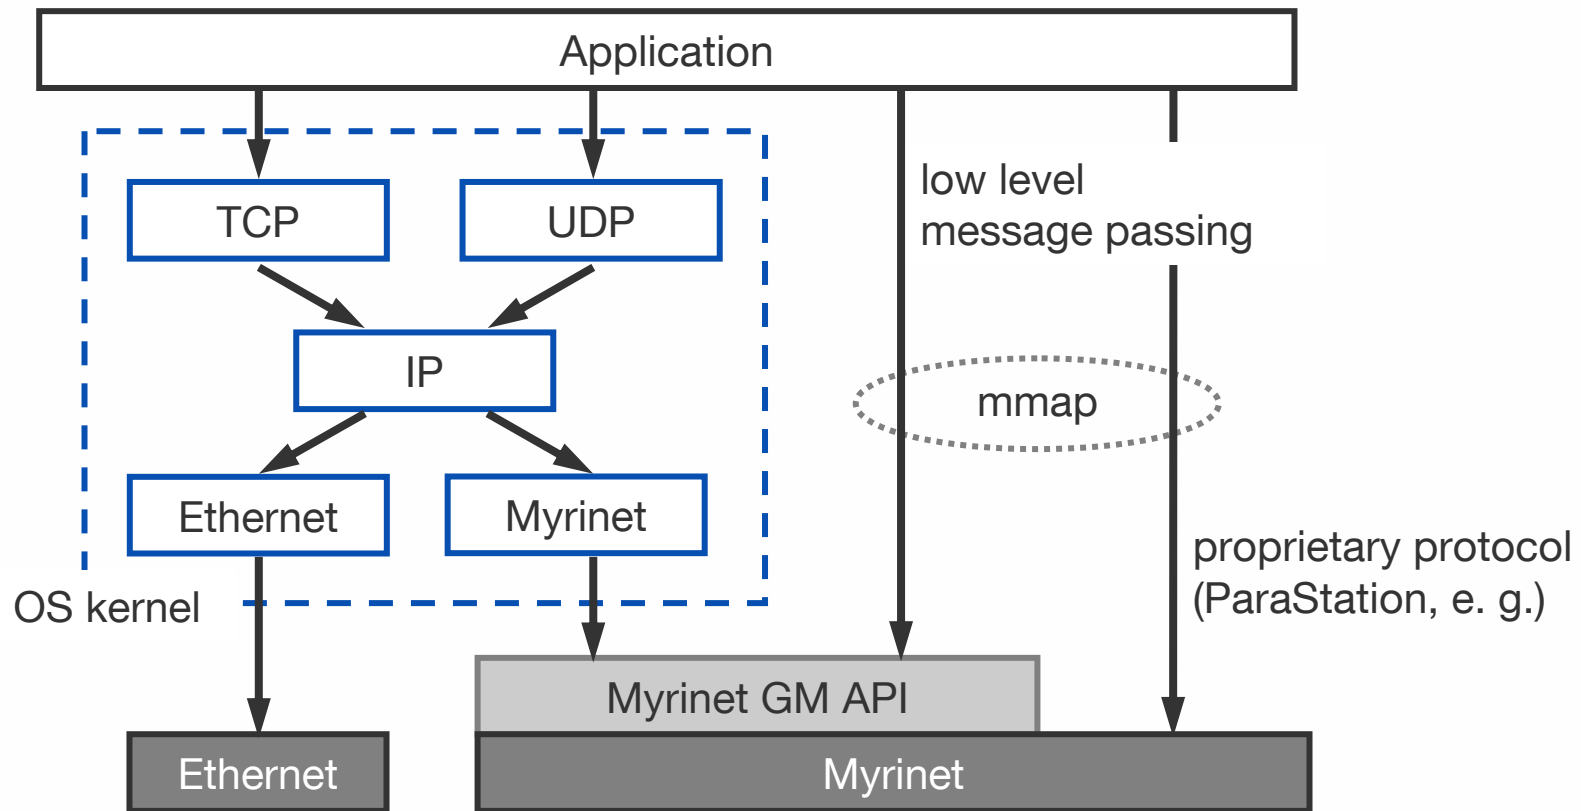 Application
low level
message passing
TCP
UDP
IP
mmap
Ethernet
Myrinet
proprietary protocol
(ParaStation, e. g.)
OS kernel
Myrinet GM API
Ethernet
Myrinet